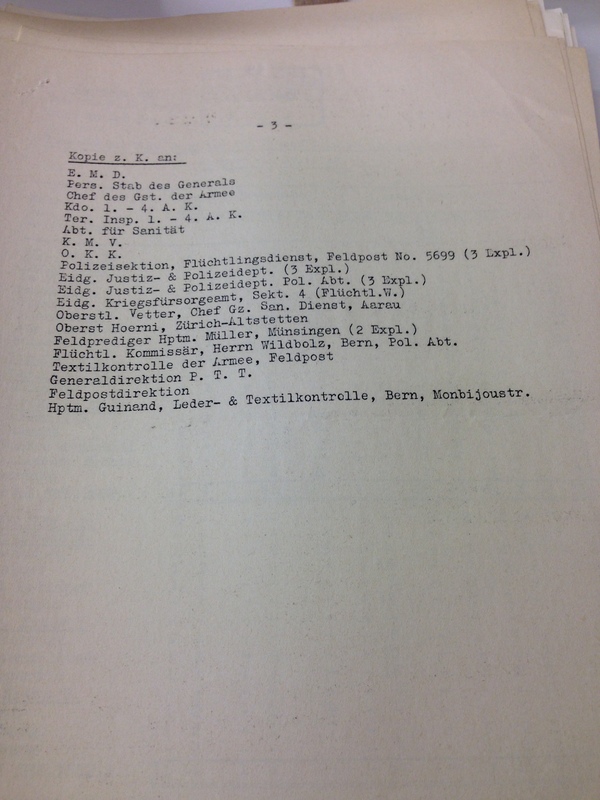 - 3 -
Kopie z. K. an:
E. M. D.
Pers. Stab des Generals
Chef des Gst. der Armee
Kdo. 1. - 4. A. K.
Ter. Insp. 1. - 4. A. K.
Abt. für Sanität
K. M. V.
O. K. K.
Polizeisektion, Flüchtlingsdienst, Feldpost No. 5699 (3 Expl.)
Eidg. Justiz- & Polizeidept. (3 Expl.)
Eidg. Justiz- & Polizeidept. Pol. Abt. (3 Expl.)
Eidg. Kriegsfürsorgeamt, Sekt. 4 (Flüchtl.W.)
Oberstl. Vetter, Chef Gz. San. Dienst, Aarau
Oberst Hoerni, Zürich-Altstetten
Feldprediger Hptm. Müller, Münsingen (2 Expl.)
Flüchtl. Kommissär, Herrn Wildbolz, Bern, Pol. Abt.
Textilkontrolle der Armee, Feldpost
Generaldirektion P. T. T.
Feldpostdirektion
Hptm. Guinand, Leder- & Textilkontrolle, Bern, Monbijoustr.